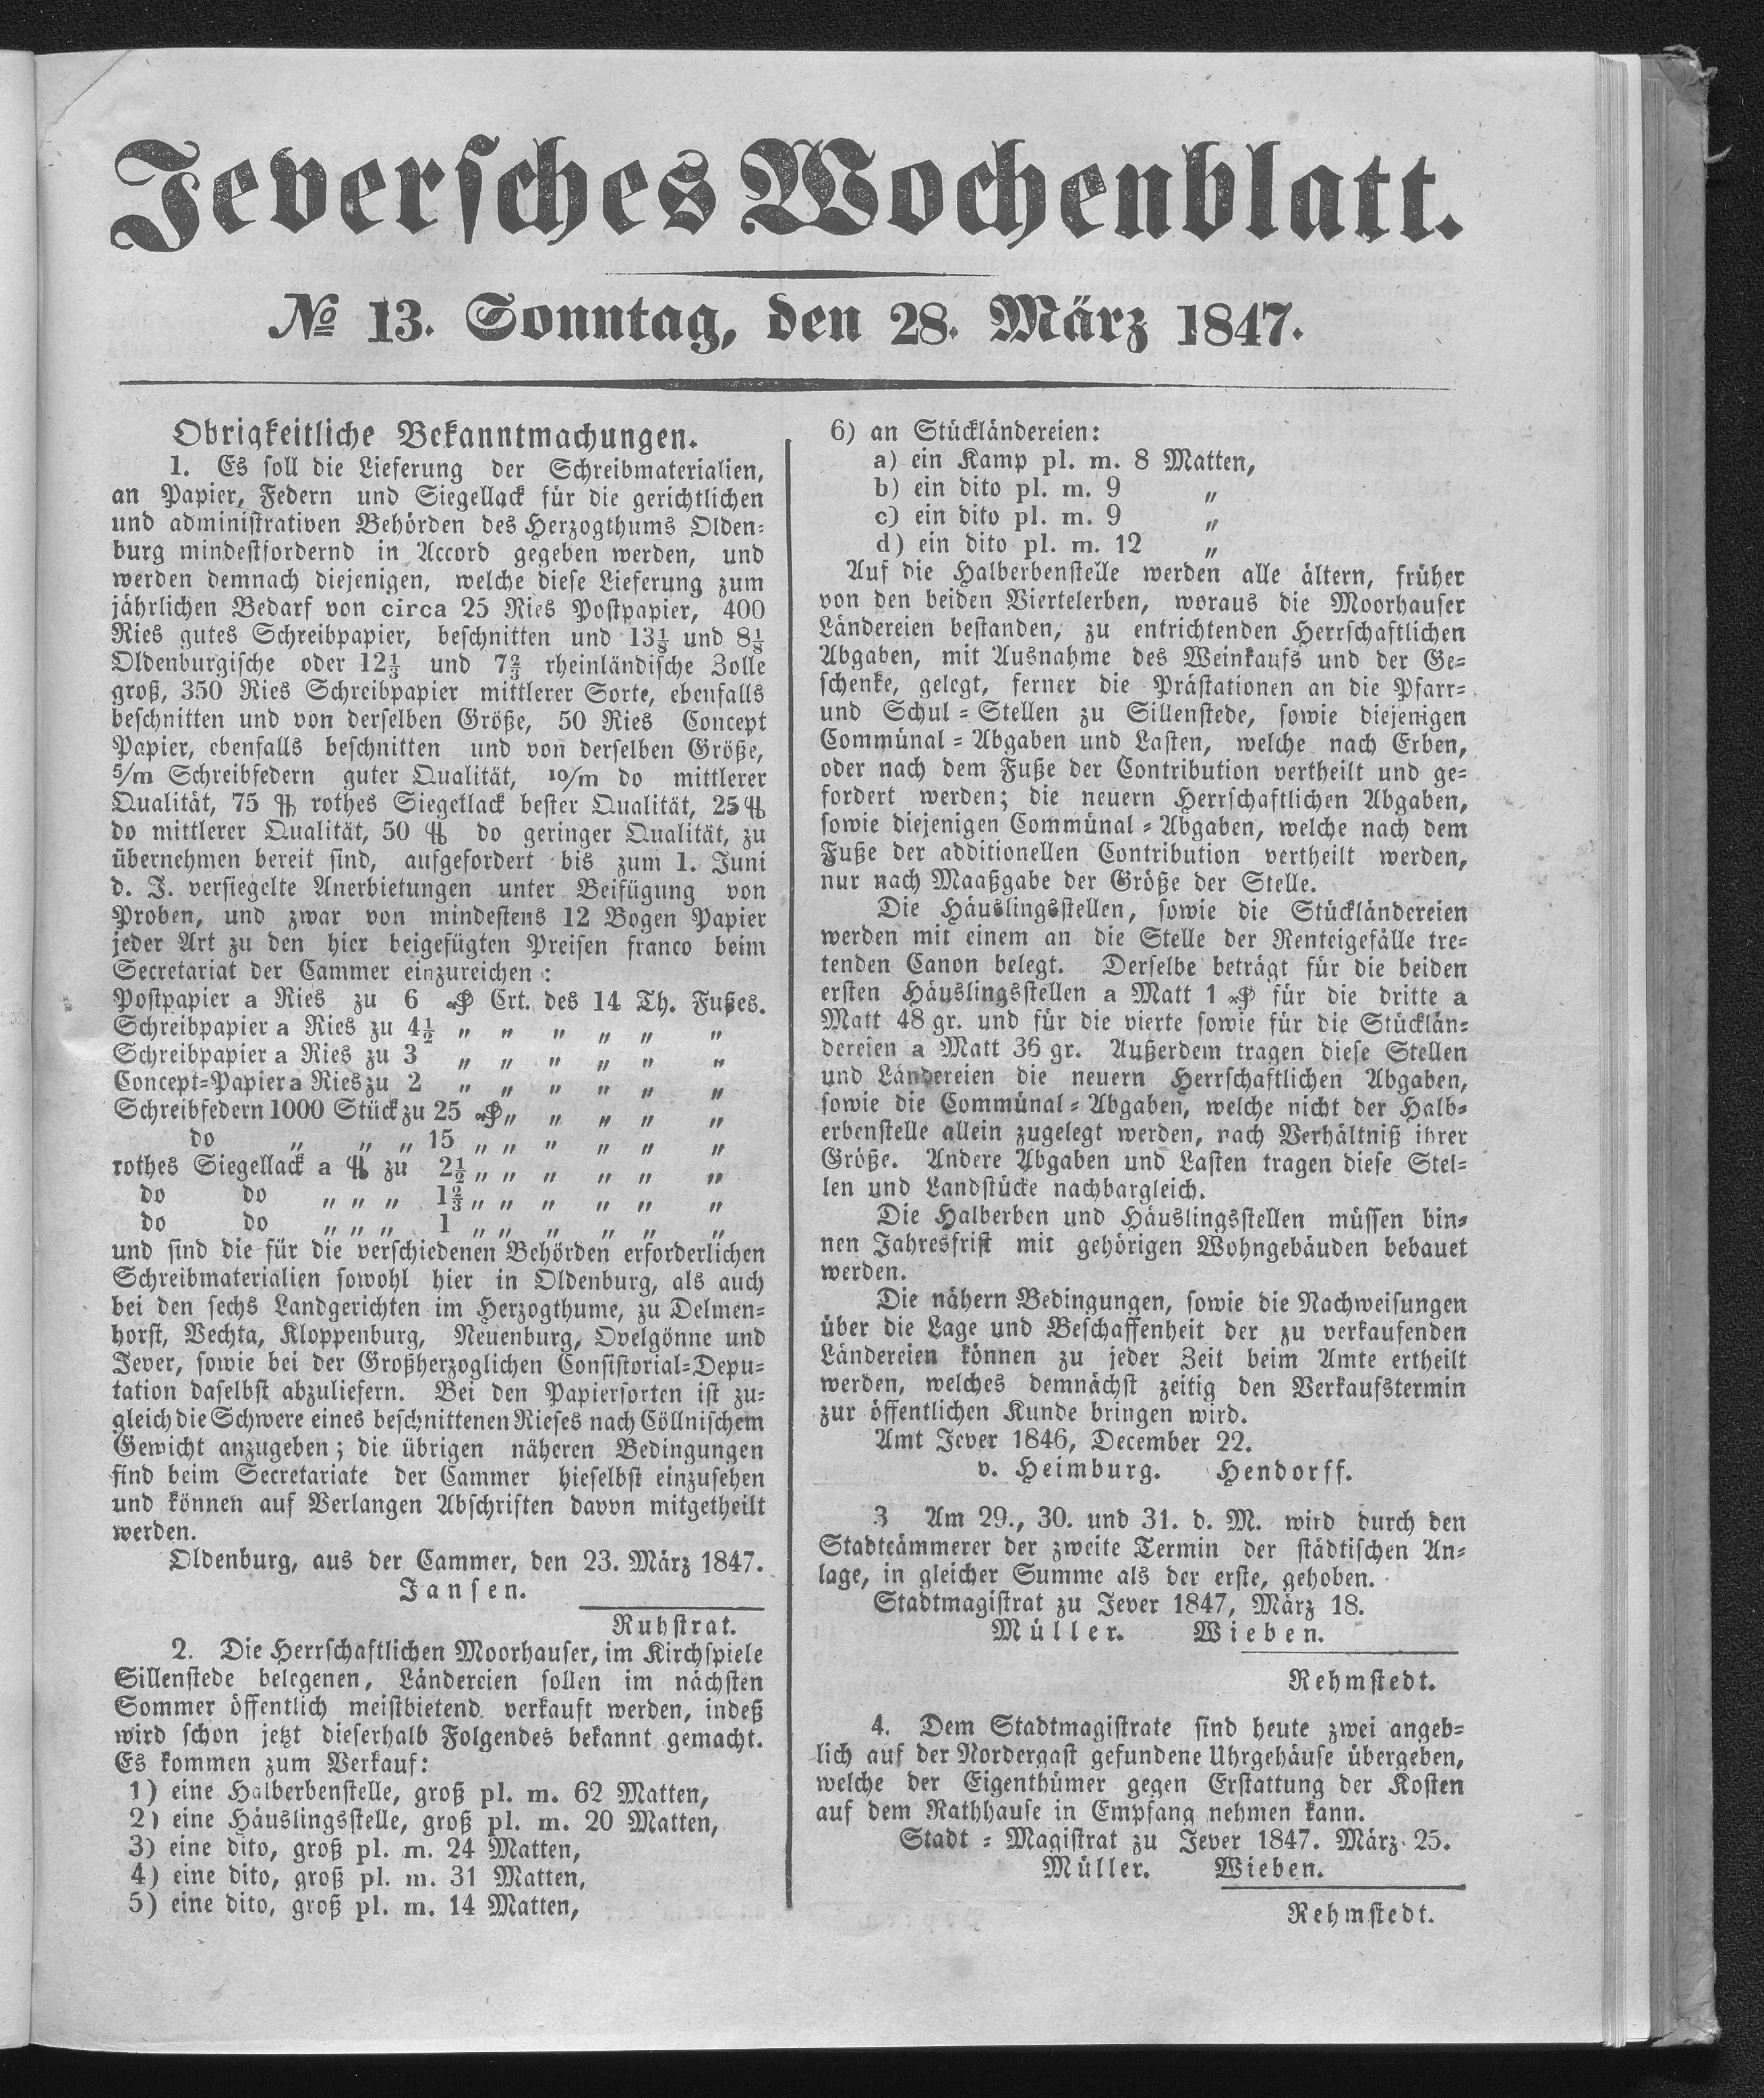 Jeversches Wochenblatt.
№ 13. Sonntag, den 28. März 1847.
Obrigkeitliche Bekanntmachungen.
1. Es soll die Lieferung der Schreibmaterialien,
an Papier, Federn und Siegellack für die gerichtlichen
und administrativen Behörden des Herzogthums Olden-
burg mindestfordernd in Accord gegeben werden, und
werden demnach diejenigen, welche diese Lieferung zum
jährlichen Bedarf von circa 25 Ries Postpapier, 400
Ries gutes Schreibpapier, beschnitten und 13⅛ und 8⅛
Oldenburgische oder 12⅓ und 7⅔ rheinländische Zolle
groß, 350 Ries Schreibpapier mittlerer Sorte, ebenfalls
beschnitten und von derselben Größe, 50 Ries Concept
Papier, ebenfalls beschnitten und von derselben Größe,
5/m Schreibfedern guter Qualität, 10/m do mittlerer
Qualität, 75 ℔ rothes Siegellack bester Qualität, 25 ℔
do mittlerer Qualität, 50 ℔ do geringer Qualität, zu
übernehmen bereit sind, aufgefordert bis zum 1. Juni
d. J. versiegelte Anerbietungen unter Beifügung von
Proben, und zwar von mindestens 12 Bogen Papier
jeder Art zu den hier beigefügten Preisen franco beim
Secretariat der Cammer einzureichen:
Postpapier a Ries zu 6 ₰ Crt. des 14 Th. Fußes.
Schreibpapier a Ries zu 4½ „ „ „ „ „ „
Schreibpapier a Ries zu 3 „ „ „ „ „ „
Concept-Papier a Ries zu 2 „ „ „ „ „ „
Schreibfedern 1000 Stück zu 25 ₰ „ „ „ „ „
do „ „ „ 15 „ „ „ „ „ „
rothes Siegellack a ℔ zu 2½ „ „ „ „ „ „
do do „ „ „ 1⅔ „ „ „ „ „ „
do do „ „ „ 1 „ „ „ „ „ „
und sind die für die verschiedenen Behörden erforderlichen
Schreibmaterialien sowohl hier in Oldenburg, als auch
bei den sechs Landgerichten im Herzogthume, zu Delmen-
horst, Vechta, Kloppenburg, Neuenburg, Ovelgönne und
Jever, sowie bei der Großherzoglichen Consistorial-Depu-
tation daselbst abzuliefern. Bei den Papiersorten ist zu-
gleich die Schwere eines beschnittenen Rieses nach Cöllnischem
Gewicht anzugeben; die übrigen näheren Bedingungen
sind beim Secretariate der Cammer hieselbst einzusehen
und können auf Verlangen Abschriften davon mitgetheilt
werden.
Oldenburg, aus der Cammer, den 23. März 1847.
Jansen.
Ruhstrat.
2. Die Herrschaftlichen Moorhauser, im Kirchspiele
Sillenstede belegenen, Ländereien sollen im nächsten
Sommer öffentlich meistbietend verkauft werden, indeß
wird schon jetzt dieserhalb Folgendes bekannt gemacht.
Es kommen zum Verkauf:
1) eine Halberbenstelle, groß pl. m. 62 Matten,
2) eine Häuslingsstelle, groß pl. m. 20 Matten,
3) eine dito, groß pl. m. 24 Matten,
4) eine dito, groß pl. m. 31 Matten,
5) eine dito, groß pl. m. 14 Matten,
6) an Stückländereien:
a) ein Kamp pl. m. 8 Matten,
b) ein dito pl. m. 9 „
c) ein dito pl. m. 9 „
d) ein dito pl. m. 12 „
Auf die Halberbenstelle werden alle ältern, früher
von den beiden Viertelerben, woraus die Moorhauser
Ländereien bestanden, zu entrichtenden Herrschaftlichen
Abgaben, mit Ausnahme des Weinkaufs und der Ge-
schenke, gelegt, ferner die Prästationen an die Pfarr-
und Schul-Stellen zu Sillenstede, sowie diejenigen
Commünal-Abgaben und Lasten, welche nach Erben,
oder nach dem Fuße der Contribution vertheilt und ge-
fordert werden; die neuern Herrschaftlichen Abgaben,
sowie diejenigen Commünal-Abgaben, welche nach dem
Fuße der additionellen Contribution vertheilt werden,
nur nach Maaßgabe der Größe der Stelle.
Die Häuslingsstellen, sowie die Stückländereien
werden mit einem an die Stelle der Renteigefälle tre-
tenden Canon belegt. Derselbe beträgt für die beiden
ersten Häuslingsstellen a Matt 1 ₰ für die dritte a
Matt 48 gr. und für die vierte sowie für die Stücklän-
dereien a Matt 36 gr. Außerdem tragen diese Stellen
und Ländereien die neuern Herrschaftlichen Abgaben,
sowie die Commünal-Abgaben, welche nicht der Halb-
erbenstelle allein zugelegt werden, nach Verhältniß ihrer
Größe. Andere Abgaben und Lasten tragen diese Stel-
len und Landstücke nachbargleich.
Die Halberben und Häuslingsstellen müssen bin-
nen Jahresfrist mit gehörigen Wohngebäuden bebauet
werden.
Die nähern Bedingungen, sowie die Nachweisungen
über die Lage und Beschaffenheit der zu verkaufenden
Ländereien können zu jeder Zeit beim Amte ertheilt
werden, welches demnächst zeitig den Verkaufstermin
zur öffentlichen Kunde bringen wird.
Amt Jever 1846, December 22.
v. Heimburg. Hendorff.
3 Am 29., 30. und 31. d. M. wird durch den
Stadtcämmerer der zweite Termin der städtischen An-
lage, in gleicher Summe als der erste, gehoben.
Stadtmagistrat zu Jever 1847, März 18.
Müller. Wieben.
Rehmstedt.
4. Dem Stadtmagistrate sind heute zwei angeb-
lich auf der Nordergast gefundene Uhrgehäuse übergeben,
welche der Eigenthümer gegen Erstattung der Kosten
auf dem Rathhause in Empfang nehmen kann.
Stadt-Magistrat zu Jever 1847. März 25.
Müller. Wieben.
Rehmstedt.